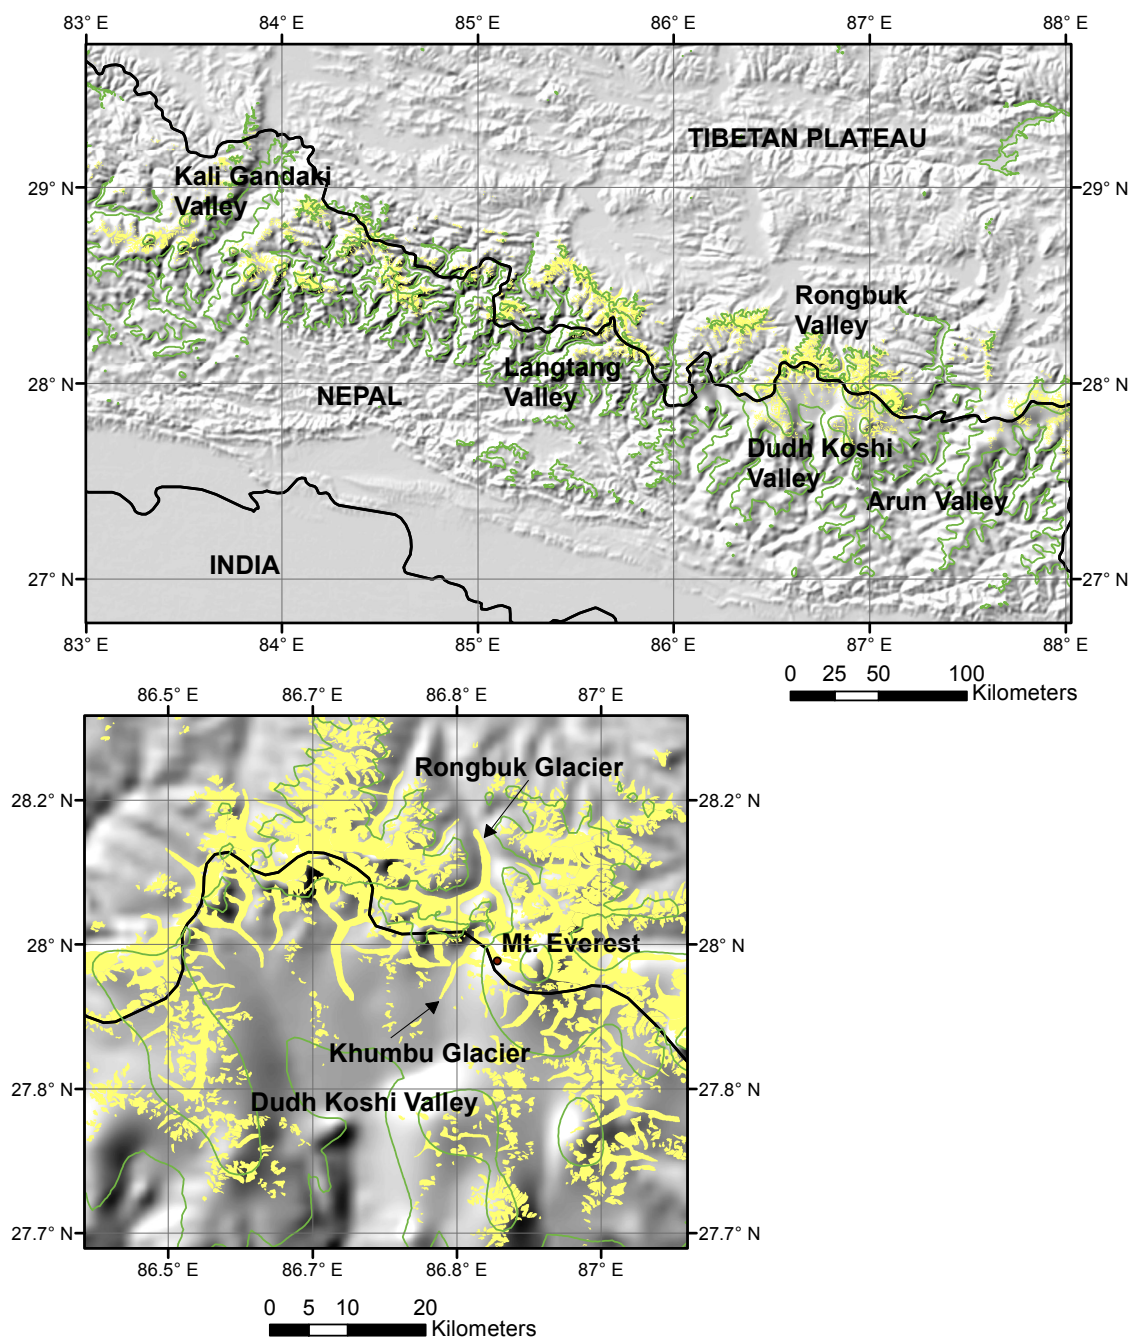 83° E 84° E 85° E 86° E 87° E 88° E
TIBETAN PLATEAU
Kali Gandaki
Valley
29° N 29° N
Rongbuk
Valley
Langtang
Valley
28° N 28° N
NEPAL
Dudh Koshi
Valley
Arun Valley
INDIA
27° N 27° N
83° E 84° E 85° E 86° E 87° E 88° E
0 25 50 100
Kilometers
86.5° E 86.7° E 86.8° E 87° E
Rongbuk Glacier
28.2° N 28.2° N
Mt. Everest
28° N 28° N
Khumbu Glacier
27.8° N 27.8° N
Dudh Koshi Valley
27.7° N 27.7° N
86.5° E 86.7° E 86.8° E 87° E
0 5 10 20
Kilometers